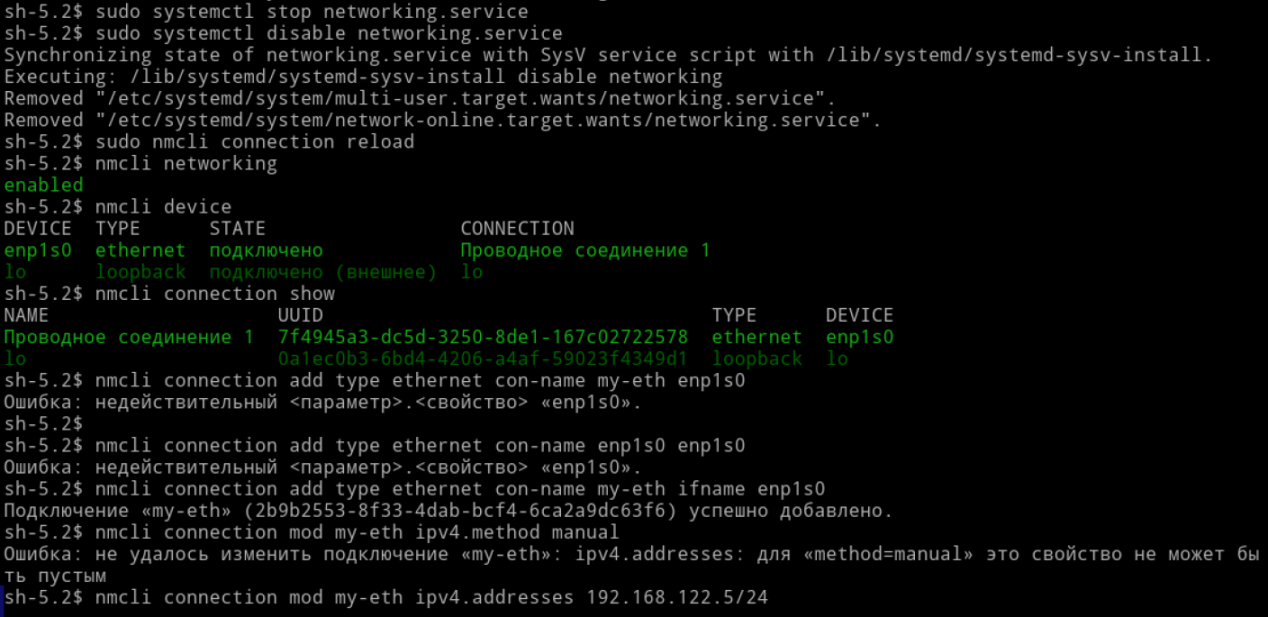 sh-5.2$ sudo systemctl stop networking.service
sh-5.2$ sudo systemctl disable networking.service
Synchronizing state of networking.service with SysV service script with /lib/systemd/systemd-sysv-install.
Executing: /lib/systemd/systemd-sysv-install disable networking
Removed "/etc/systemd/system/multi-user.target.wants/networking.service".
Removed "/etc/systemd/system/network-online.target.wants/networking.service".
sh-5.2$ sudo nmcli connection reload
sh-5.2$ nmcli networking
enabled
sh-5.2$ nmcli device
DEVICE  TYPE      STATE                  CONNECTION
enp1s0  ethernet  подключено             Проводное соединение 1
lo      loopback  подключено (внешнее)  lo
sh-5.2$ nmcli connection show
NAME                    UUID                                  TYPE      DEVICE
Проводное соединение 1  7f4945a3-dc5d-3250-8de1-167c02722578  ethernet  enp1s0
lo                      0a1ec0b3-6bd4-4206-a4af-59023f4349d1  loopback  lo
sh-5.2$ nmcli connection add type ethernet con-name my-eth enp1s0
Ошибка: недействительный <параметр>.<свойство> «enp1s0».
sh-5.2$
sh-5.2$ nmcli connection add type ethernet con-name enp1s0 enp1s0
Ошибка: недействительный <параметр>.<свойство> «enp1s0».
sh-5.2$ nmcli connection add type ethernet con-name my-eth ifname enp1s0
Подключение «my-eth» (2b9b2553-8f33-4dab-bcf4-6ca2a9dc63f6) успешно добавлено.
sh-5.2$ nmcli connection mod my-eth ipv4.method manual
Ошибка: не удалось изменить подключение «my-eth»: ipv4.addresses: для «method=manual» это свойство не может бы
ть пустым
sh-5.2$ nmcli connection mod my-eth ipv4.addresses 192.168.122.5/24